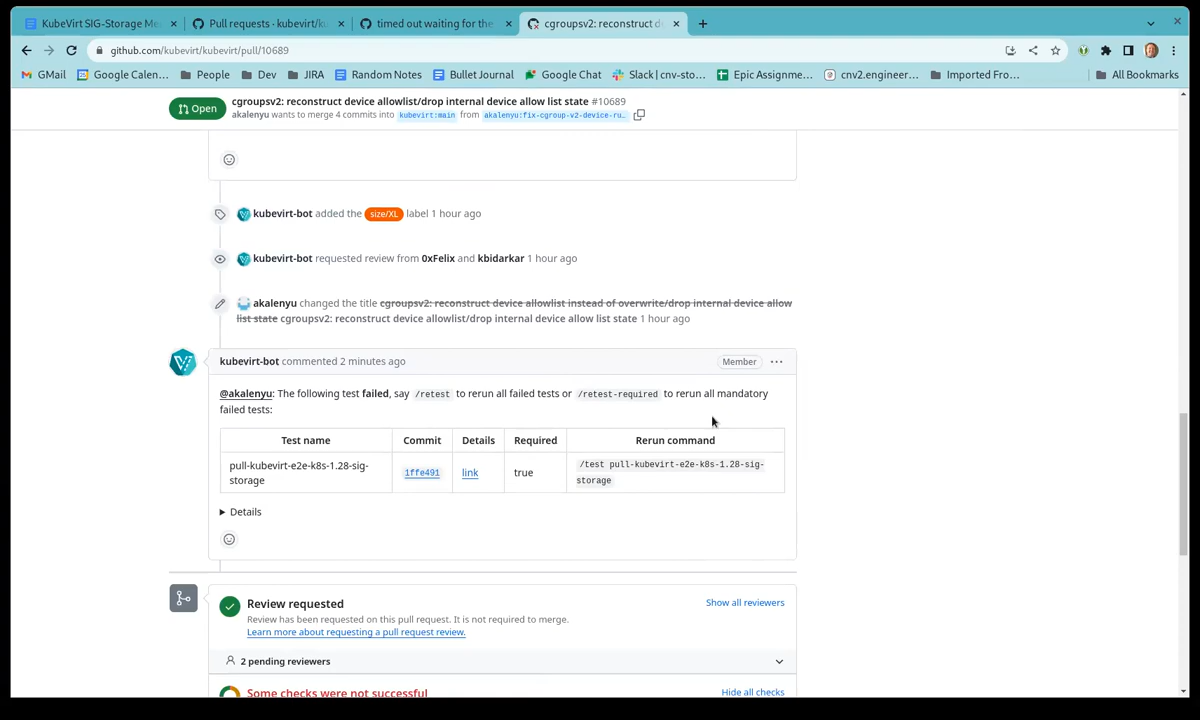 KubeVirt SIG-Storage Me
Pull requests · kubevirt/ku
timed out waiting for the
cgroupsv2: reconstruct de
github.com/kubevirt/kubevirt/pull/10689
GMail
Google Calen...
People
Dev
JIRA
Random Notes
Bullet Journal
Google Chat
Slack | cnv-sto...
Epic Assignme...
cnv2.engineer...
Imported Fro...
All Bookmarks
Open
cgroupsv2: reconstruct device allowlist/drop internal device allow list state #10689
akalenyu wants to merge 4 commits into kubevirt:main from akalenyu:fix-cgroup-v2-device-ru…
kubevirt-bot added the size/XL label 1 hour ago
kubevirt-bot requested review from 0xFelix and kbidarkar 1 hour ago
akalenyu changed the title cgroupsv2: reconstruct device allowlist instead of overwrite/drop internal device allow
list state cgroupsv2: reconstruct device allowlist/drop internal device allow list state 1 hour ago
kubevirt-bot commented 2 minutes ago
Member
@akalenyu: The following test failed, say /retest to rerun all failed tests or /retest-required to rerun all mandatory
failed tests:
Test name Commit Details Required Rerun command
pull-kubevirt-e2e-k8s-1.28-sig-
storage
1ffe491
link
true
/test pull-kubevirt-e2e-k8s-1.28-sig-
storage
Details
Review requested
Show all reviewers
Review has been requested on this pull request. It is not required to merge.
Learn more about requesting a pull request review.
2 pending reviewers
Some checks were not successful
Hide all checks